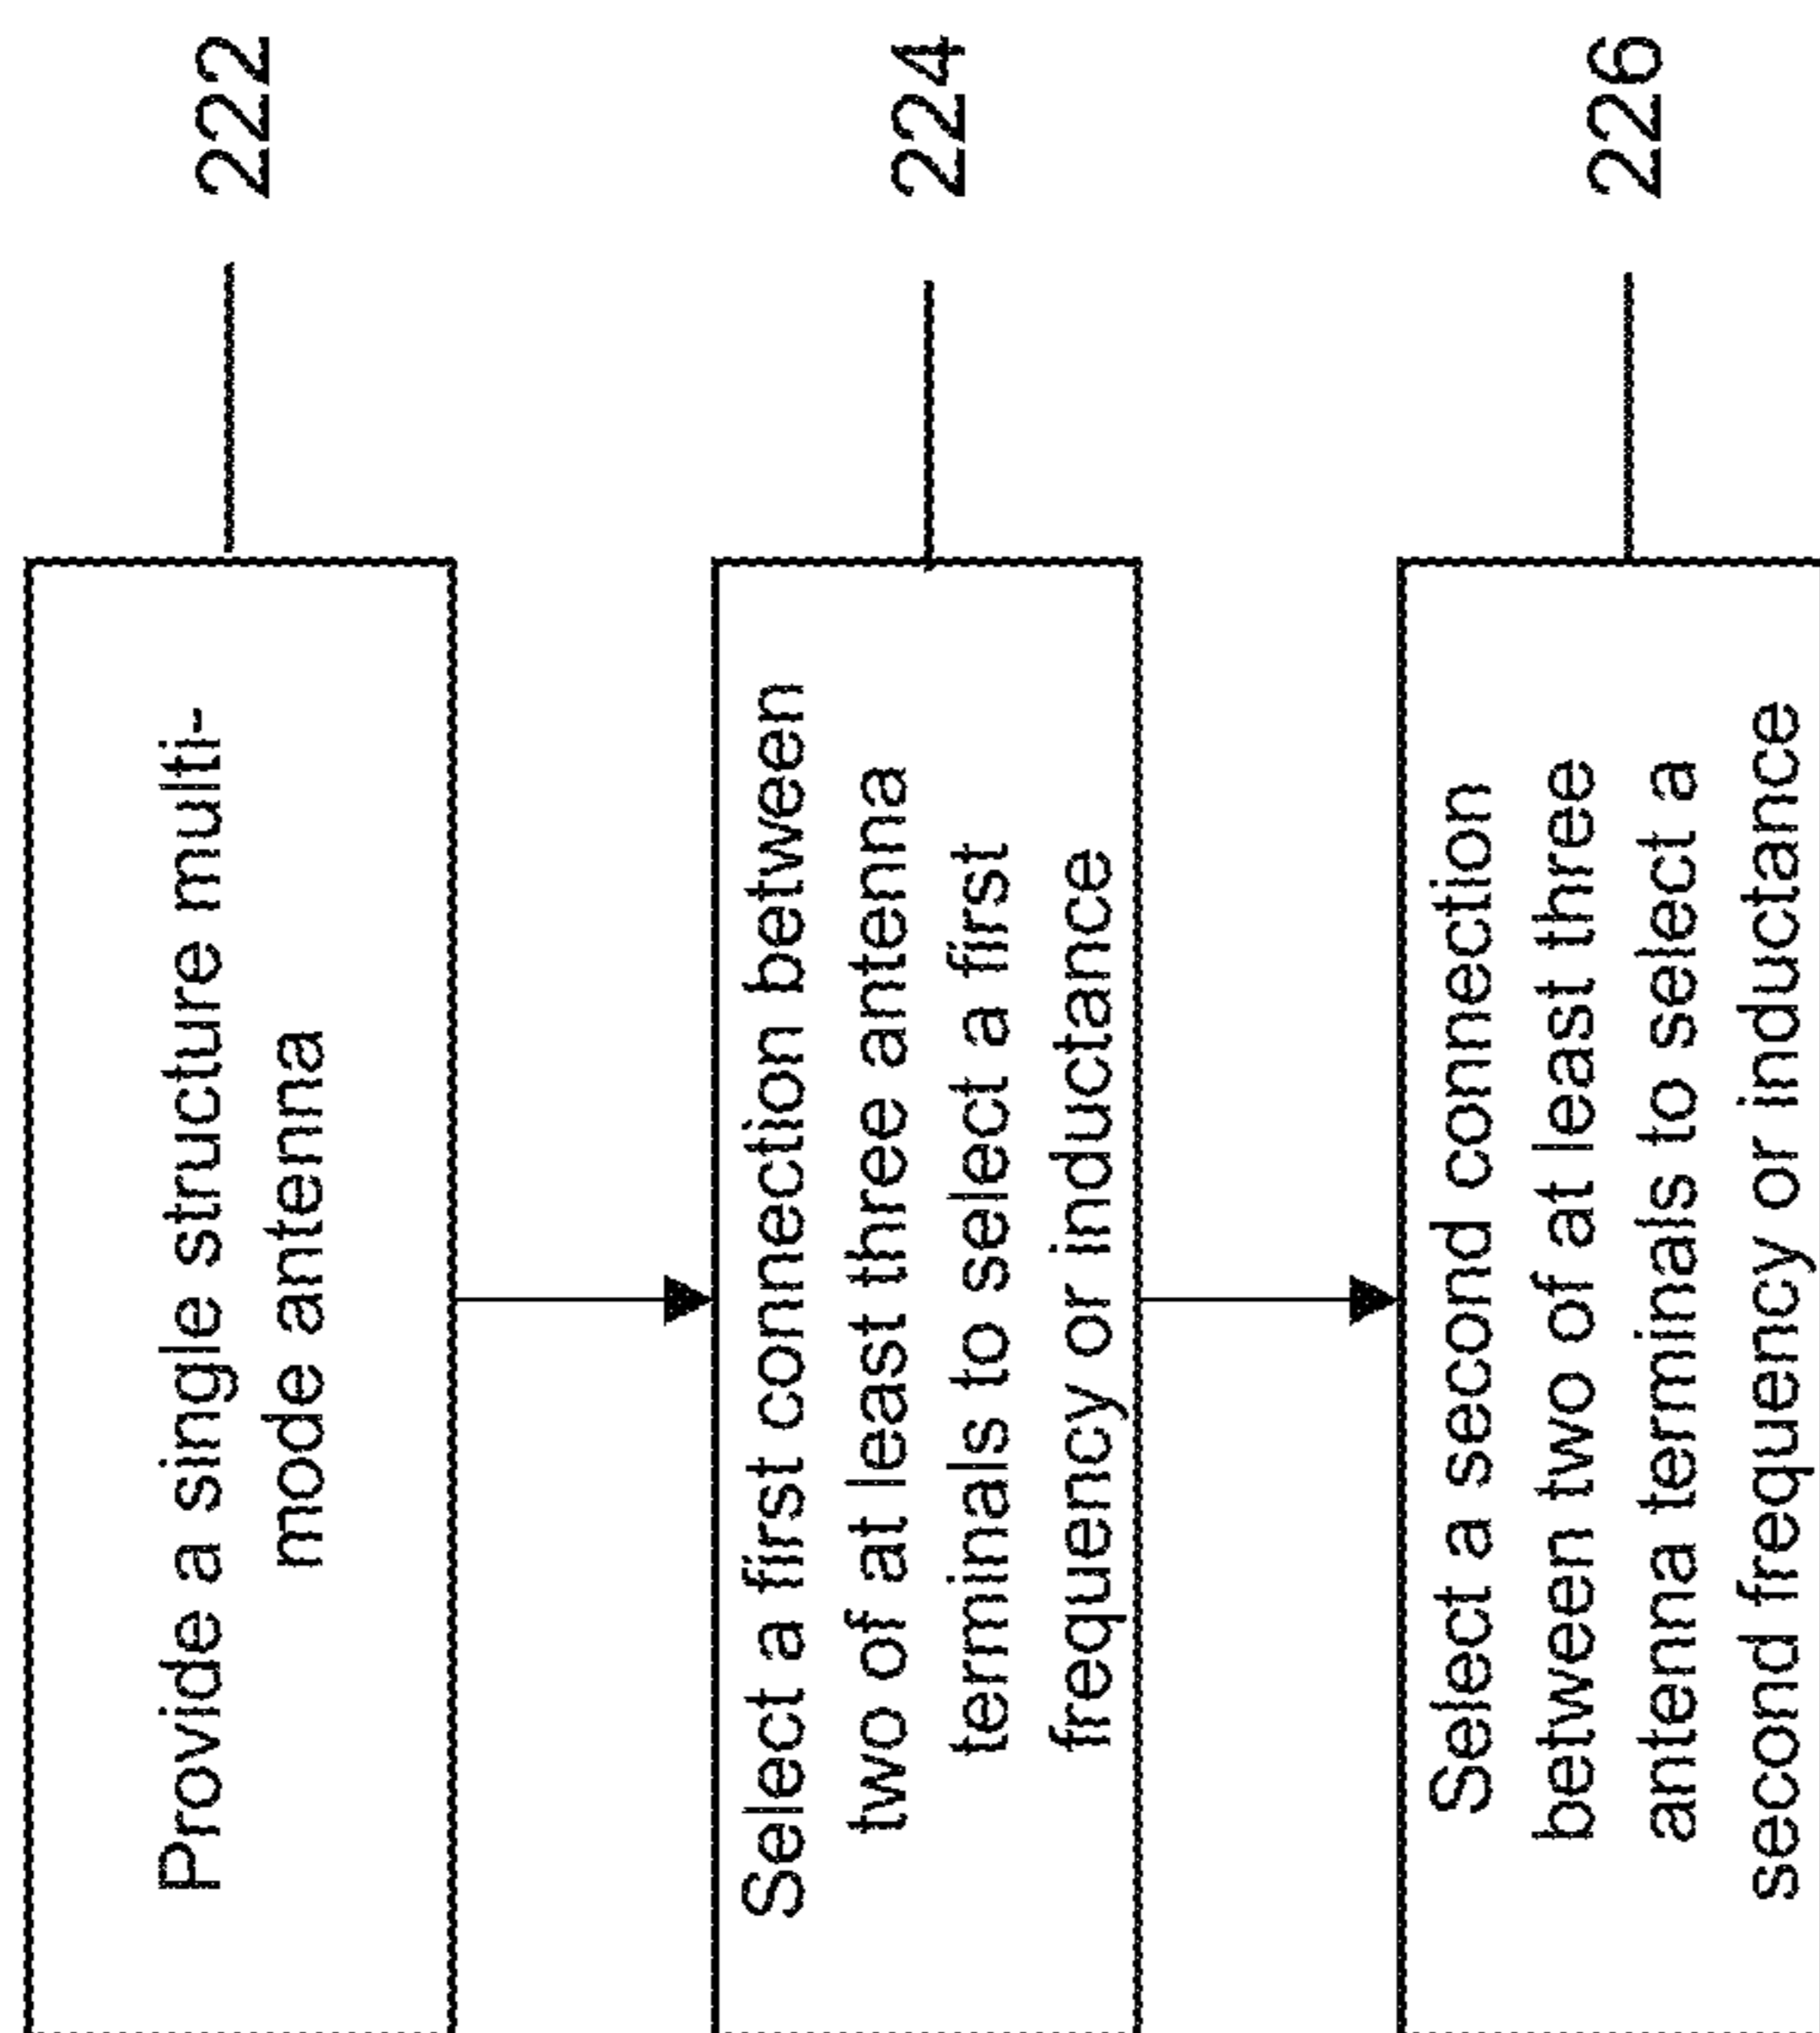 Provide a single structure multi-
mode antenna
222
Select a first connection between
two of at least three antenna
terminals to select a first
frequency or inductance
224
Select a second connection
between two of at least three
antenna terminals to select a
second frequency or inductance
226